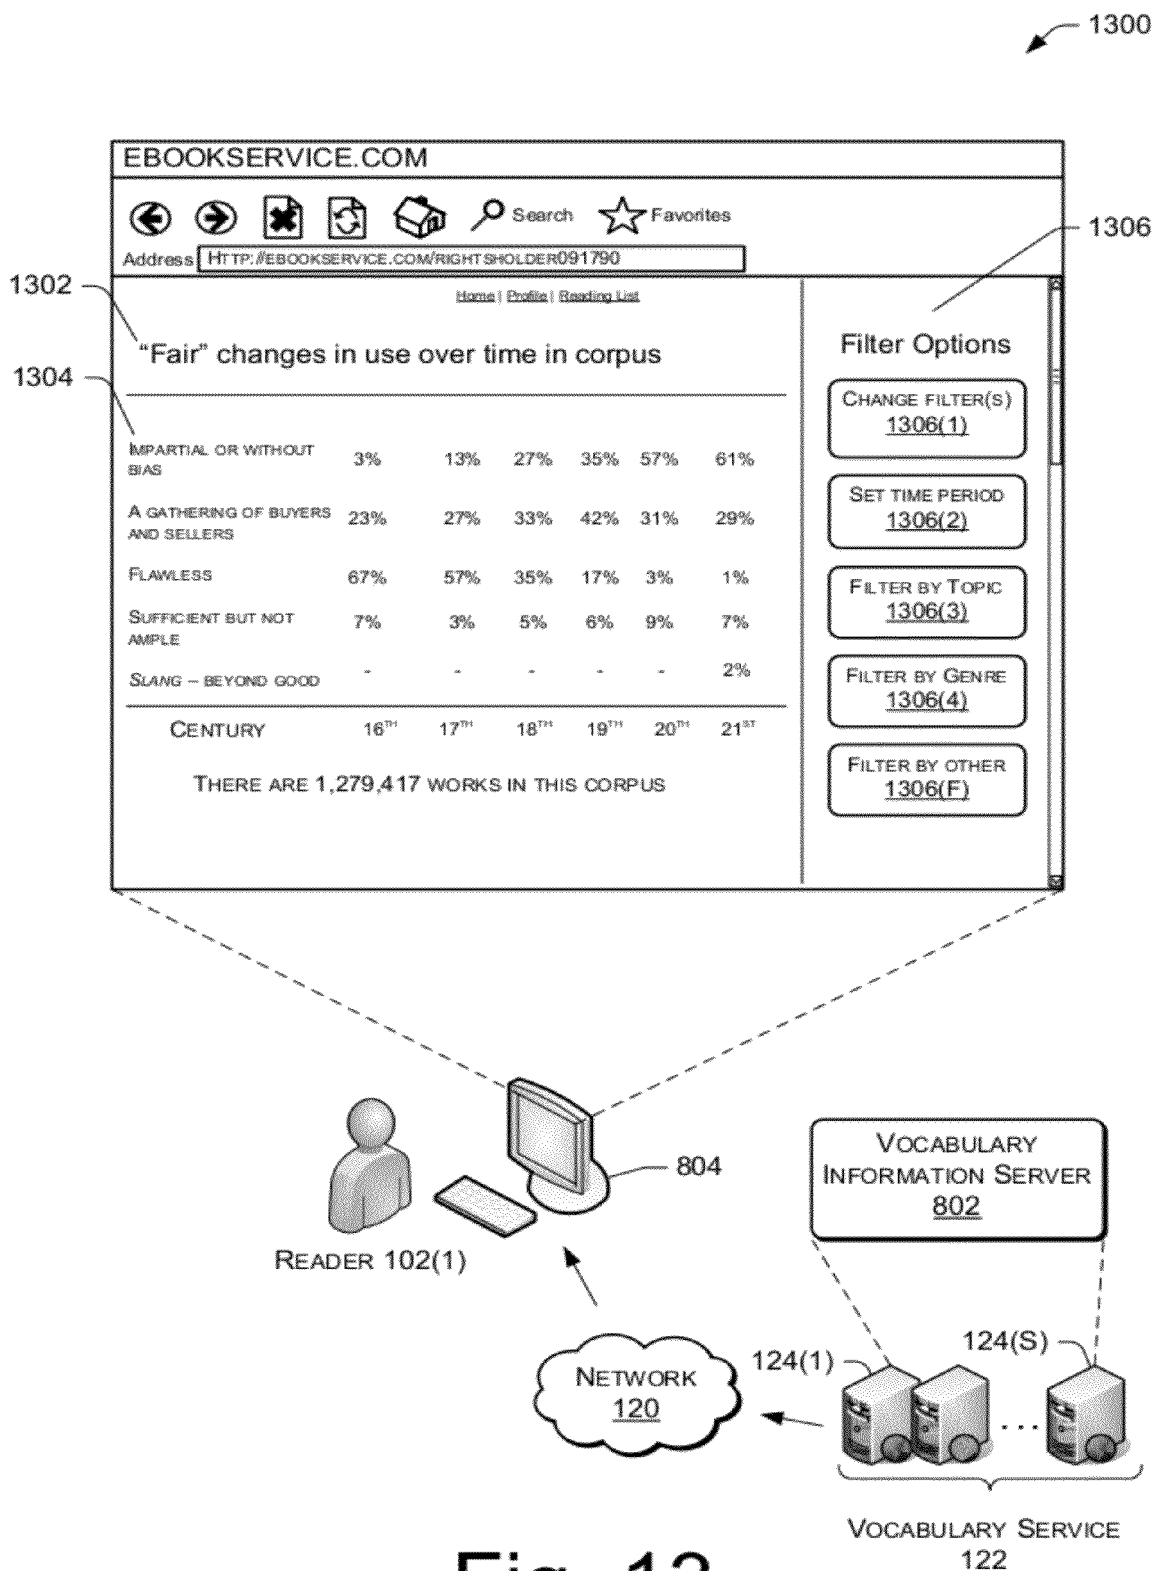 1300
EBOOKSERVICE.COM
Search Favorites
Address HTTP://EBOOKSERVICE.COM/RIGHTSHOLDER091790
1306
1302
Home | Profile | Reading List
"Fair" changes in use over time in corpus
1304
IMPARTIAL OR WITHOUT
BIAS
3% 13% 27% 35% 57% 61%
A GATHERING OF BUYERS
AND SELLERS
23% 27% 33% 42% 31% 29%
FLAWLESS 67% 57% 35% 17% 3% 1%
SUFFICIENT BUT NOT
AMPLE
7% 3% 5% 6% 9% 7%
SLANG – BEYOND GOOD - - - - - 2%
CENTURY 16TH 17TH 18TH 19TH 20TH 21ST
THERE ARE 1,279,417 WORKS IN THIS CORPUS
Filter Options
CHANGE FILTER(S)
1306(1)
SET TIME PERIOD
1306(2)
FILTER BY TOPIC
1306(3)
FILTER BY GENRE
1306(4)
FILTER BY OTHER
1306(F)
804
READER 102(1)
VOCABULARY
INFORMATION SERVER
802
NETWORK
120
124(1)
124(S)
...
VOCABULARY SERVICE
122
Fig. 13